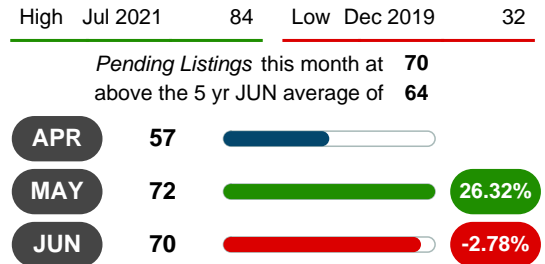 High Jul 2021 84 Low Dec 2019 32
Pending Listings this month at 70
above the 5 yr JUN average of 64
APR 57
MAY 72 26.32%
JUN 70 -2.78%